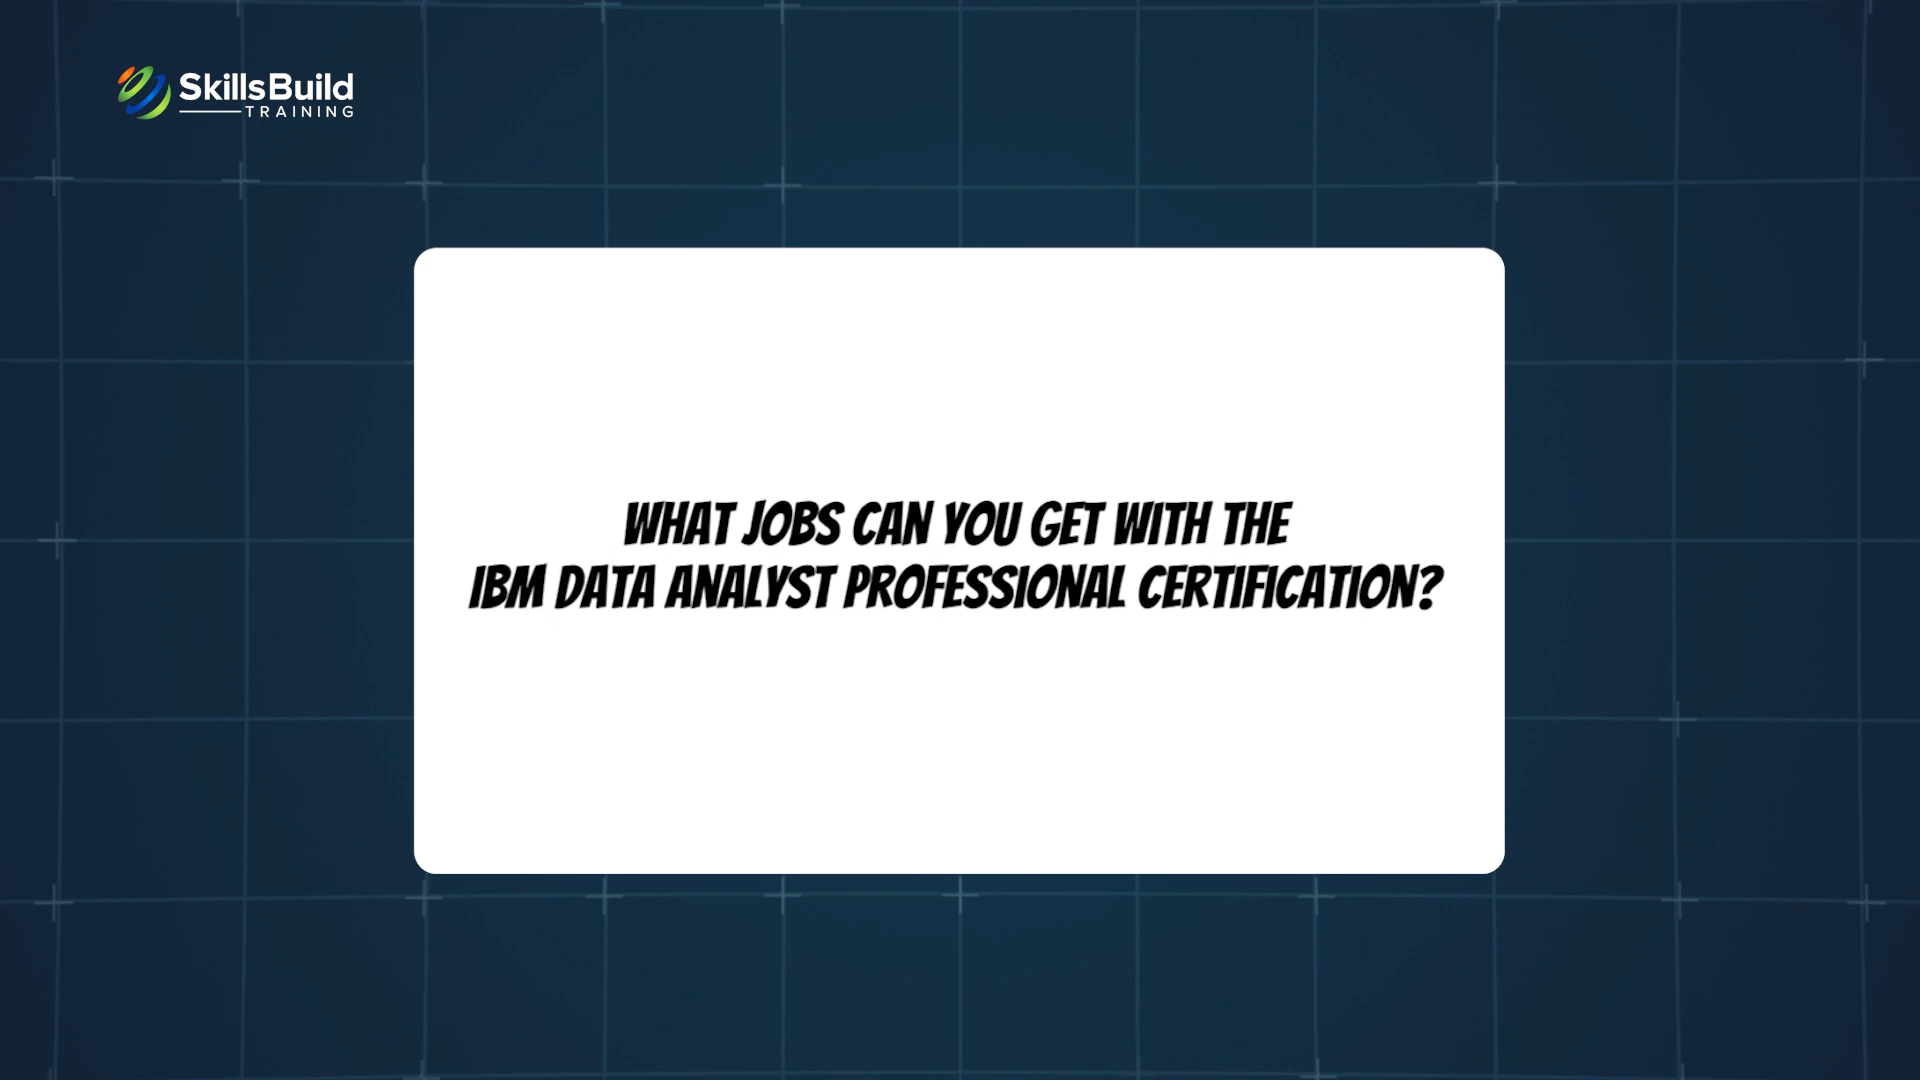 SkillsBuild
TRAINING
WHAT JOBS CAN YOU GET WITH THE
IBM DATA ANALYST PROFESSIONAL CERTIFICATION?